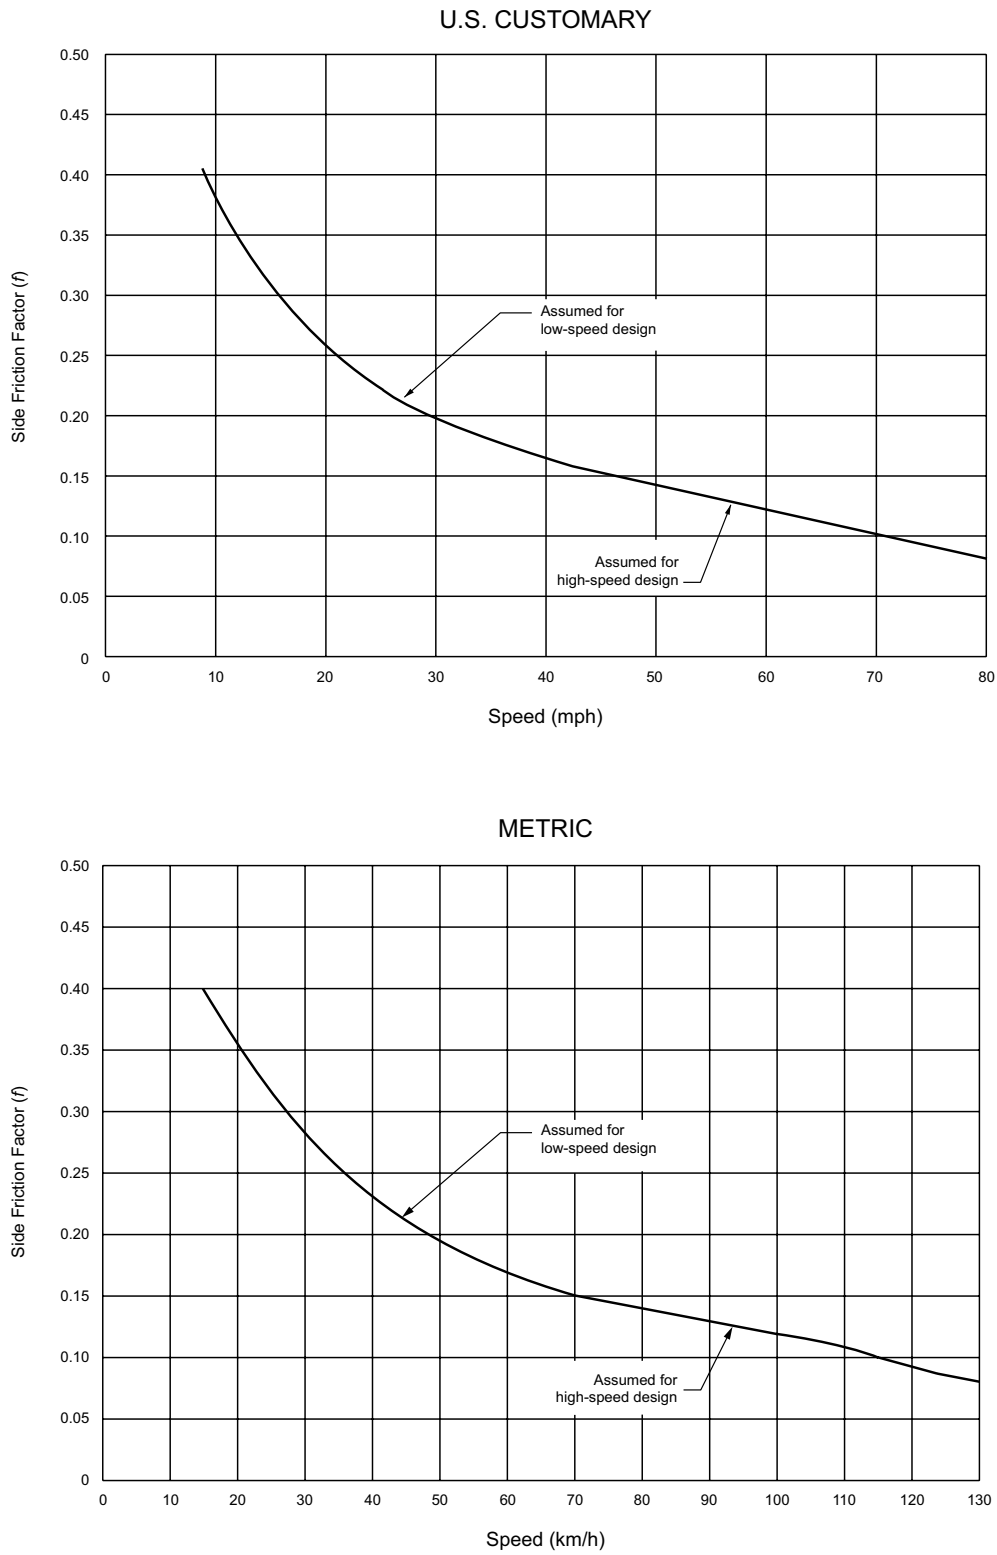 U.S. CUSTOMARY
0.50
0.45
0.40
0.35
0.30
0.25
0.20
0.15
0.10
0.05
0
Side Friction Factor (f)
Assumed for
low-speed design
Assumed for
high-speed design
0 10 20 30 40 50 60 70 80
Speed (mph)
METRIC
0.50
0.45
0.40
0.35
0.30
0.25
0.20
0.15
0.10
0.05
0
Side Friction Factor (f)
Assumed for
low-speed design
Assumed for
high-speed design
0 10 20 30 40 50 60 70 80 90 100 110 120 130
Speed (km/h)